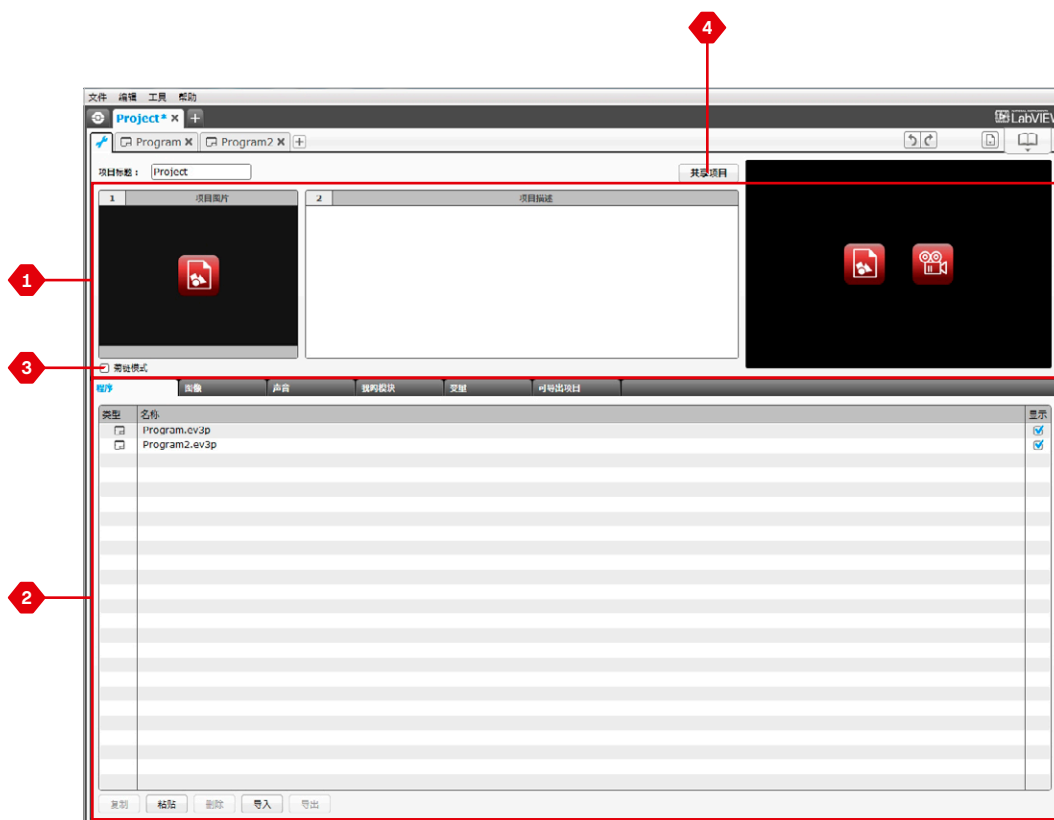 4
文件 编辑 工具 帮助
Project* × +
LabVIEW
Program × Program2 × +
项目标题： Project 共享项目
1 项目图片 2 项目描述
1
3
菊链模式
程序 图像 声音 我的模块 变量 可导出项目
类型 名称 显示
Program.ev3p
Program2.ev3p
2
复制 粘贴 删除 导入 导出